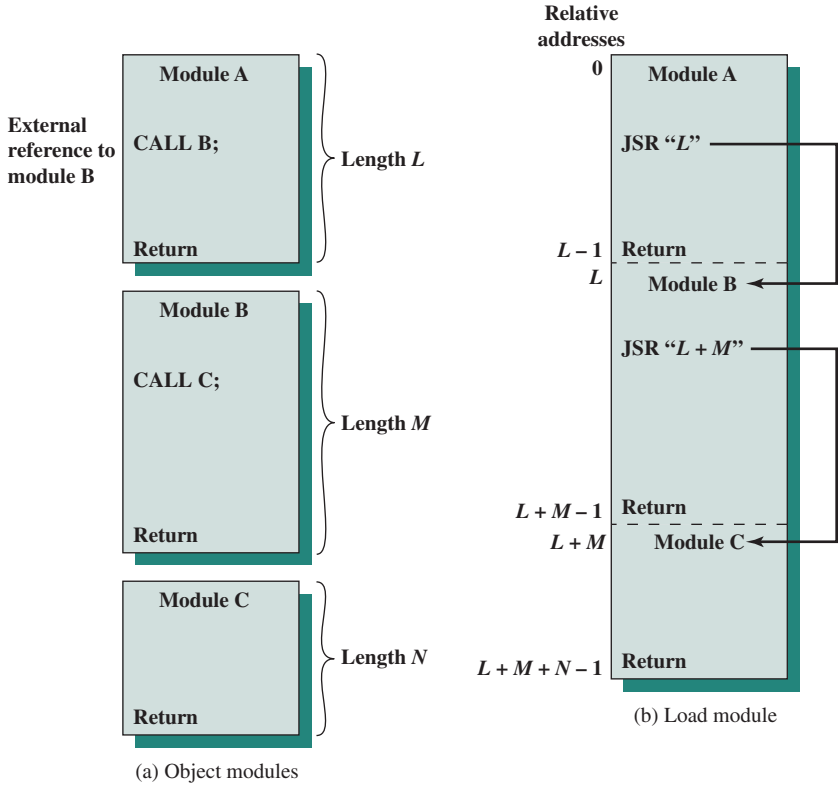 External
reference to
module B
Module A
CALL B;
Return
Length L
Module B
CALL C;
Return
Length M
Module C
Return
Length N
(a) Object modules
Relative
addresses
0
Module A
JSR “L”
L – 1
Return
L
Module B
JSR “L + M”
L + M – 1
Return
L + M
Module C
L + M + N – 1
Return
(b) Load module